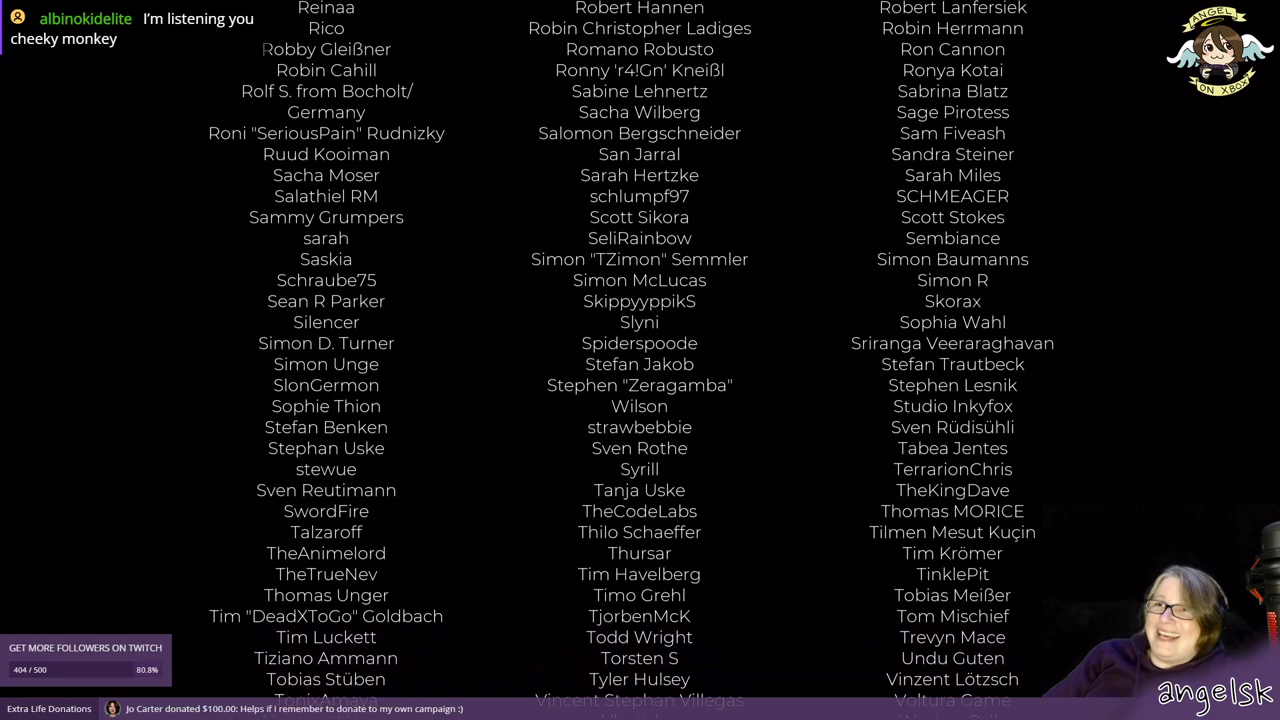 albinokidelite I'm listening you
cheeky monkey
ANGEL
ON XBOX
Reinaa
Rico
Robby Gleißner
Robin Cahill
Rolf S. from Bocholt/
Germany
Roni "SeriousPain" Rudnizky
Ruud Kooiman
Sacha Moser
Salathiel RM
Sammy Grumpers
sarah
Saskia
Schraube75
Sean R Parker
Silencer
Simon D. Turner
Simon Unge
SlonGermon
Sophie Thion
Stefan Benken
Stephan Uske
stewue
Sven Reutimann
SwordFire
Talzaroff
TheAnimelord
TheTrueNev
Thomas Unger
Tim "DeadXToGo" Goldbach
Tim Luckett
Tiziano Ammann
Tobias Stüben
TonixAmaya
Robert Hannen
Robin Christopher Ladiges
Romano Robusto
Ronny 'r4!Gn' Kneißl
Sabine Lehnertz
Sacha Wilberg
Salomon Bergschneider
San Jarral
Sarah Hertzke
schlumpf97
Scott Sikora
SeliRainbow
Simon "TZimon" Semmler
Simon McLucas
SkippyyppikS
Slyni
Spiderspoode
Stefan Jakob
Stephen "Zeragamba"
Wilson
strawbebbie
Sven Rothe
Syrill
Tanja Uske
TheCodeLabs
Thilo Schaeffer
Thursar
Tim Havelberg
Timo Grehl
TjorbenMcK
Todd Wright
Torsten S
Tyler Hulsey
Vincent Stephan Villegas
Robert Lanfersiek
Robin Herrmann
Ron Cannon
Ronya Kotai
Sabrina Blatz
Sage Pirotess
Sam Fiveash
Sandra Steiner
Sarah Miles
SCHMEAGER
Scott Stokes
Sembiance
Simon Baumanns
Simon R
Skorax
Sophia Wahl
Sriranga Veeraraghavan
Stefan Trautbeck
Stephen Lesnik
Studio Inkyfox
Sven Rüdisühli
Tabea Jentes
TerrarionChris
TheKingDave
Thomas MORICE
Tilmen Mesut Kuçin
Tim Krömer
TinklePit
Tobias Meißer
Tom Mischief
Trevyn Mace
Undu Guten
Vinzent Lötzsch
Voltura Game
GET MORE FOLLOWERS ON TWITCH
404 / 500 80.8%
angelsk
Extra Life Donations Jo Carter donated $100.00: Helps if I remember to donate to my own campaign :)